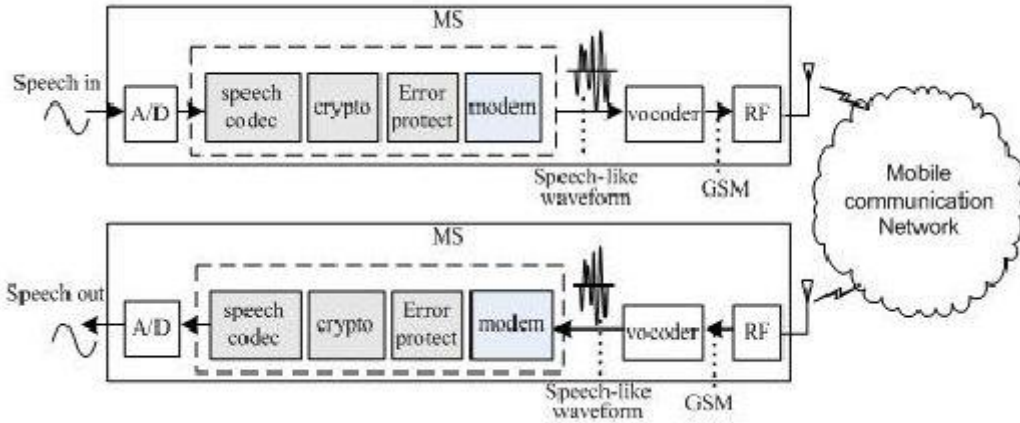 MS
Speech in
A/D
speech
codec
crypto
Error
protect
modem
vocoder
RF
Speech-like
waveform
GSM
Mobile
communication
Network
MS
Speech out
A/D
speech
codec
crypto
Error
protect
modem
vocoder
RF
Speech-like
waveform
GSM